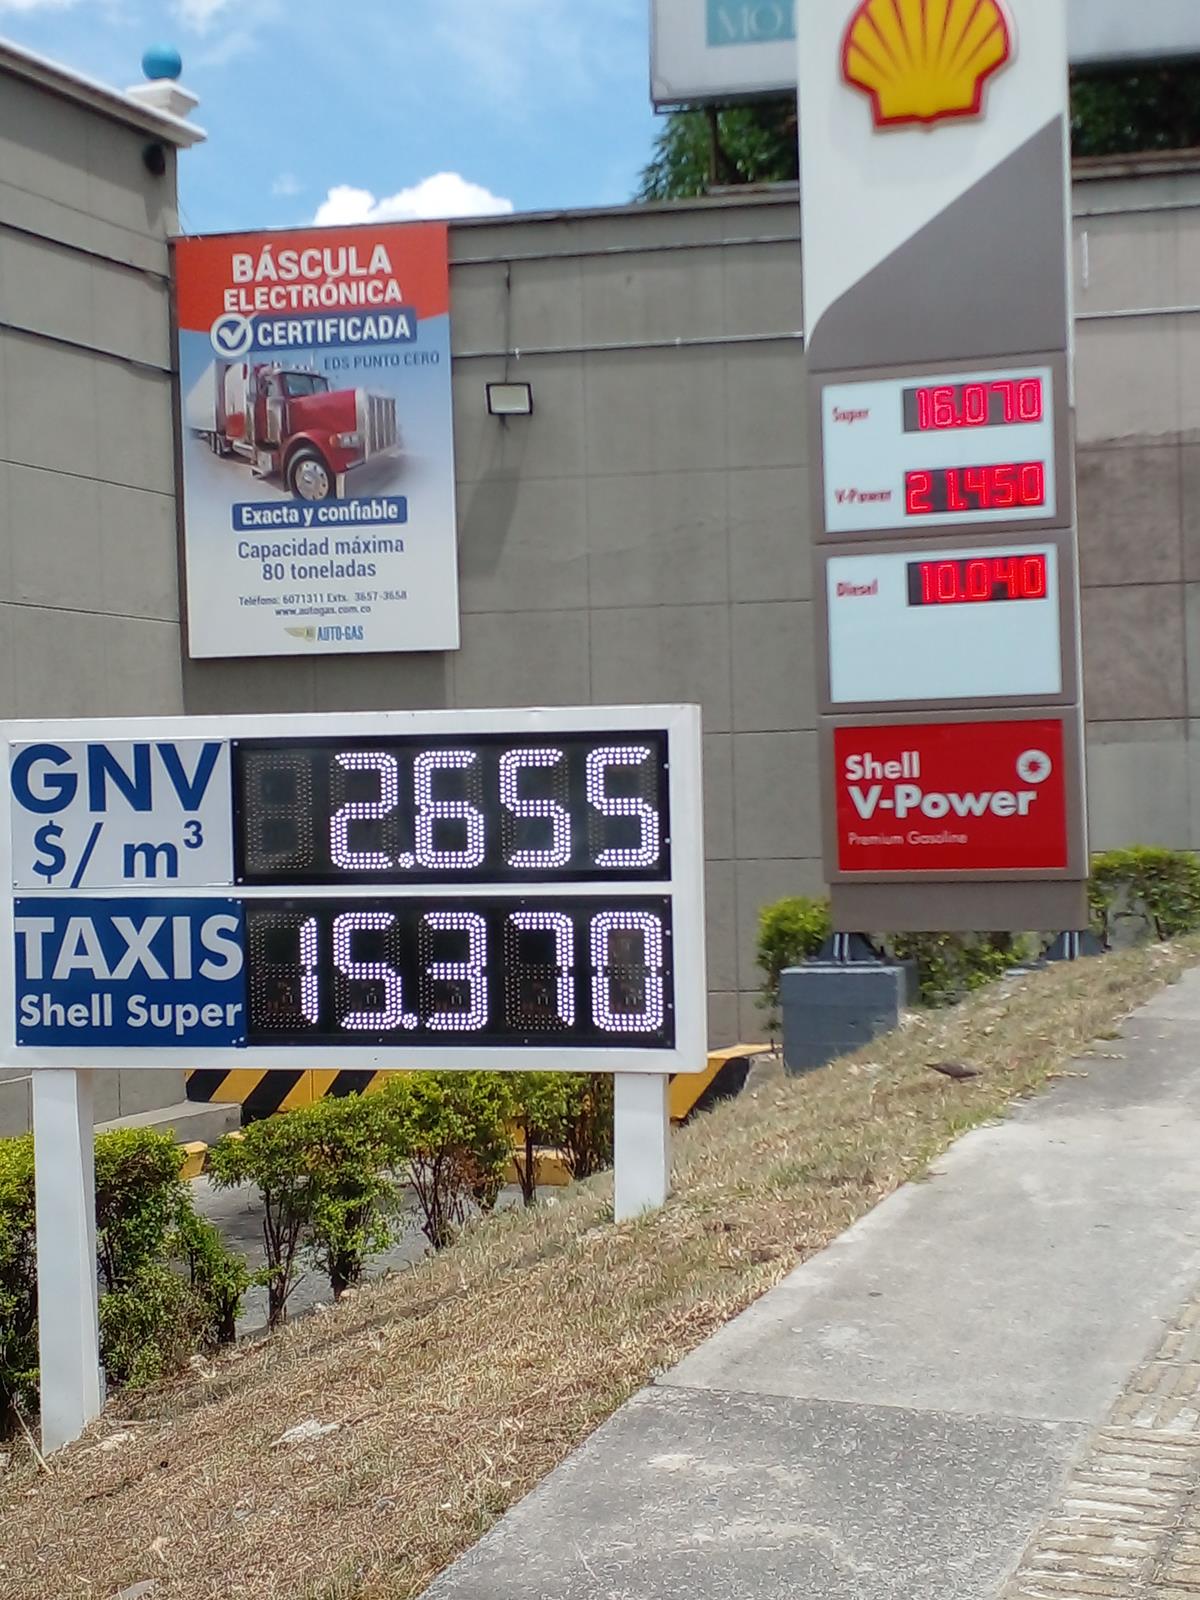 MO
BÁSCULA
ELECTRÓNICA
CERTIFICADA
EDS PUNTO CERO
Exacta y confiable
Capacidad máxima
80 toneladas
Teléfono: 6071311 Exts. 3657-3658
www.autogas.com.co
AUTO-GAS
Super 16.070
V-Power 21.450
Diesel 10.040
Shell
V-Power
Premium Gasoline
GNV
$/ m³
2.655
TAXIS
Shell Super
15.370